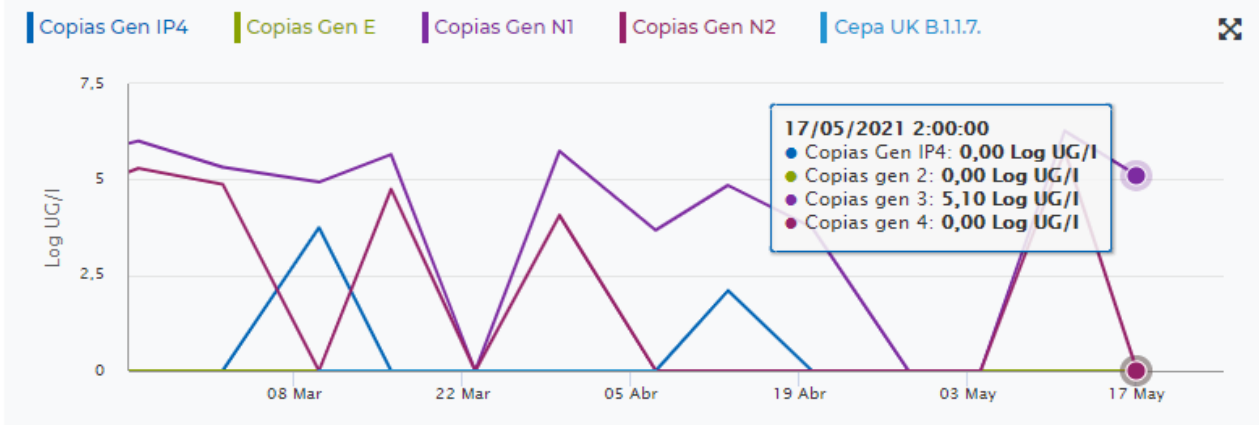 Copias Gen IP4 Copias Gen E Copias Gen N1 Copias Gen N2 Cepa UK B.1.1.7.
7,5
5
2,5
0
Log UG/l
17/05/2021 2:00:00
Copias Gen IP4: 0,00 Log UG/l
Copias gen 2: 0,00 Log UG/l
Copias gen 3: 5,10 Log UG/l
Copias gen 4: 0,00 Log UG/l
08 Mar 22 Mar 05 Abr 19 Abr 03 May 17 May